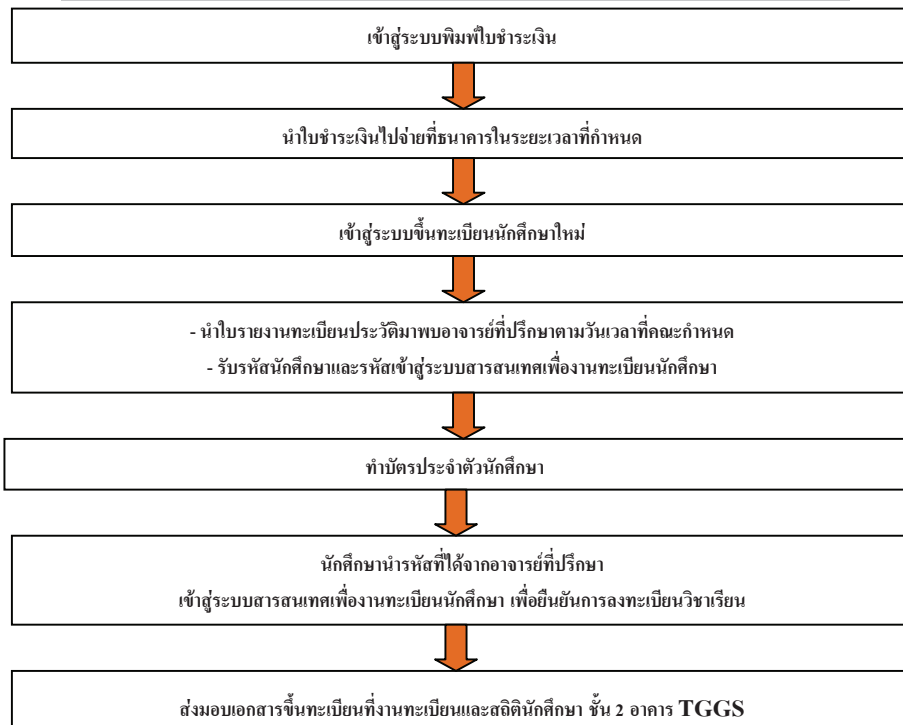 เข้าสู่ระบบพิมพ์ใบชำระเงิน
นำใบชำระเงินไปจ่ายที่ธนาคารในระยะเวลาที่กำหนด
เข้าสู่ระบบขึ้นทะเบียนนักศึกษาใหม่
- นำใบรายงานทะเบียนประวัติมาพบอาจารย์ที่ปรึกษาตามวันเวลาที่คณะกำหนด
- รับรหัสนักศึกษาและรหัสเข้าสู่ระบบสารสนเทศเพื่องานทะเบียนนักศึกษา
ทำบัตรประจำตัวนักศึกษา
นักศึกษานำรหัสที่ได้จากอาจารย์ที่ปรึกษา
เข้าสู่ระบบสารสนเทศเพื่องานทะเบียนนักศึกษา เพื่อยืนยันการลงทะเบียนวิชาเรียน
ส่งมอบเอกสารขึ้นทะเบียนที่งานทะเบียนและสถิตินักศึกษา ชั้น 2 อาคาร TGGS